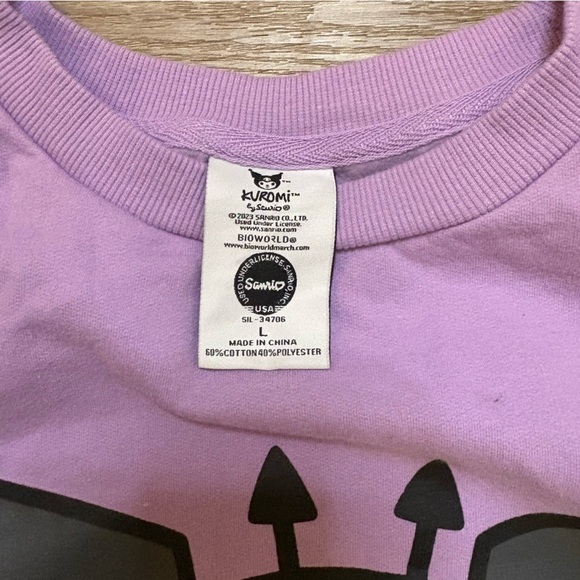 KUROMI™
by Sanrio®
©2023 SANRIO CO., LTD.
Used Under License.
www.sanrio.com
BIOWORLD®
www.bioworldmerch.com
USED UNDER LICENSE-SANRIO, INC.
Sanrio
USA
SIL-34706
L
MADE IN CHINA
60%COTTON40%POLYESTER